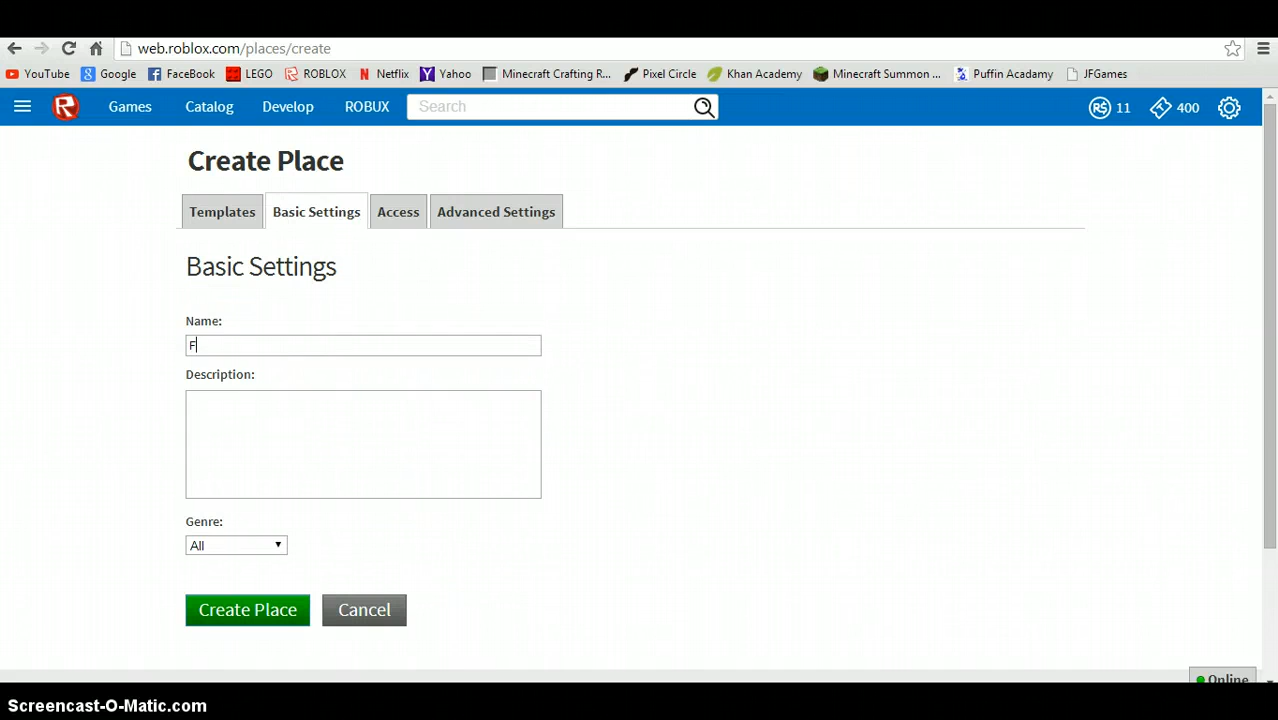 web.roblox.com/places/create
YouTube Google FaceBook LEGO ROBLOX Netflix Yahoo Minecraft Crafting R... Pixel Circle Khan Academy Minecraft Summon ... Puffin Acadamy JFGames
Games Catalog Develop ROBUX Search R$ 11 400
Create Place
Templates Basic Settings Access Advanced Settings
Basic Settings
Name:
F
Description:
Genre:
All
Create Place Cancel
Online
Screencast-O-Matic.com